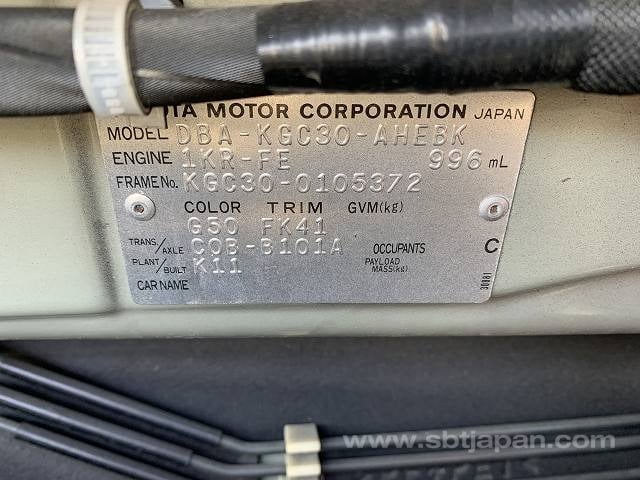 TA MOTOR CORPORATION JAPAN
MODEL DBA-KGC30-AHEBK
ENGINE 1KR-FE 996 mL
FRAME No. KGC30-0105372
COLOR TRIM GVM(kg)
G50 FK41
TRANS./AXLE C0B-B101A OCCUPANTS C
PLANT/BUILT K11 PAYLOAD MASS(kg)
CAR NAME
30181
www.sbtjapan.com